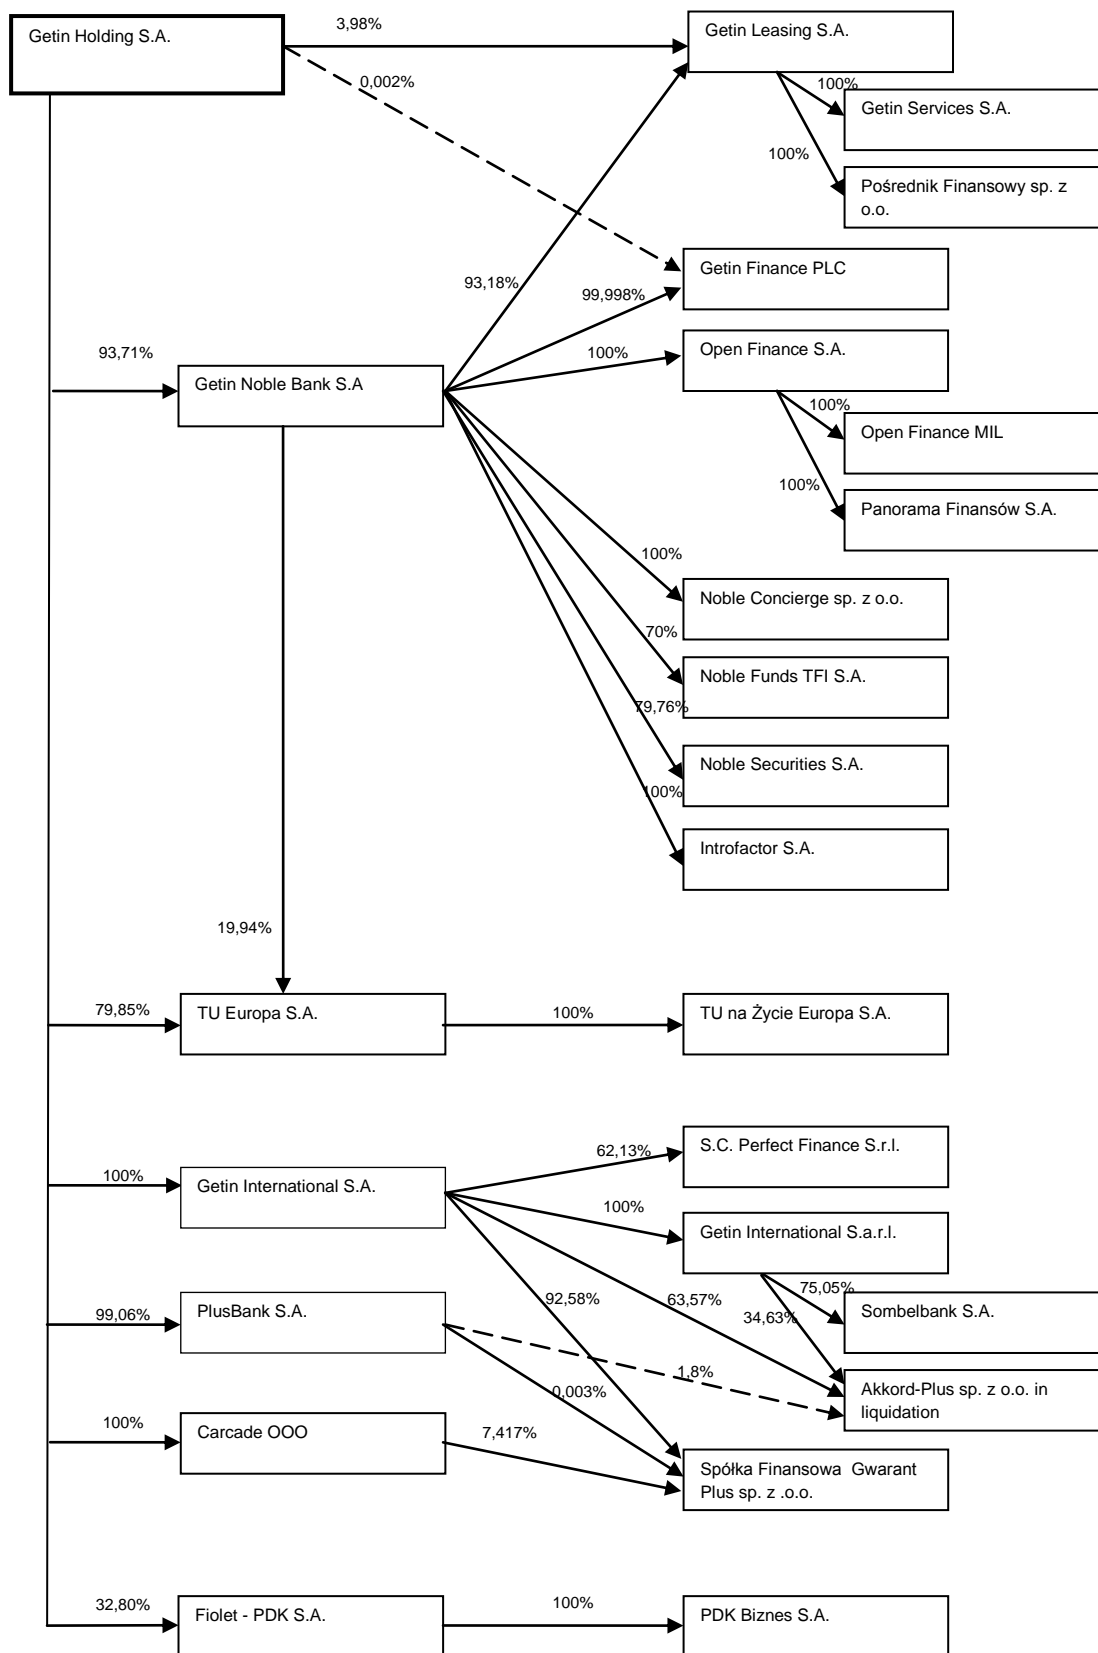 Getin Holding S.A.
3,98%
Getin Leasing S.A.
0,002%
100%
Getin Services S.A.
100%
Pośrednik Finansowy sp. z
o.o.
93,18%
99,998%
Getin Finance PLC
93,71%
Getin Noble Bank S.A
100%
Open Finance S.A.
100%
Open Finance MIL
100%
Panorama Finansów S.A.
100%
Noble Concierge sp. z o.o.
70%
Noble Funds TFI S.A.
79,76%
Noble Securities S.A.
100%
Introfactor S.A.
19,94%
79,85%
TU Europa S.A.
100%
TU na Życie Europa S.A.
62,13%
S.C. Perfect Finance S.r.l.
100%
Getin International S.A.
100%
Getin International S.a.r.l.
75,05%
Sombelbank S.A.
99,06%
PlusBank S.A.
92,58%
63,57%
34,63%
1,8%
0,003%
Akkord-Plus sp. z o.o. in
liquidation
100%
Carcade OOO
7,417%
Spółka Finansowa  Gwarant
Plus sp. z .o.o.
32,80%
Fiolet - PDK S.A.
100%
PDK Biznes S.A.